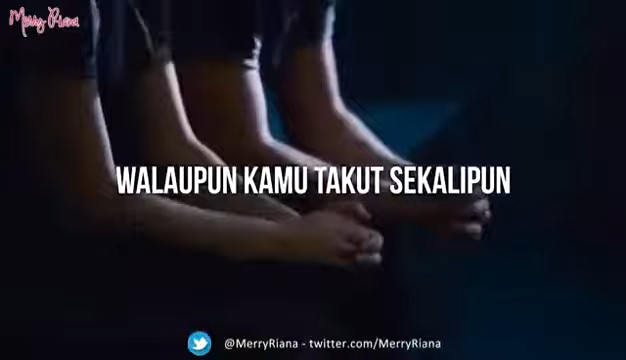 Merry Riana
WALAUPUN KAMU TAKUT SEKALIPUN
@MerryRiana - twitter.com/MerryRiana